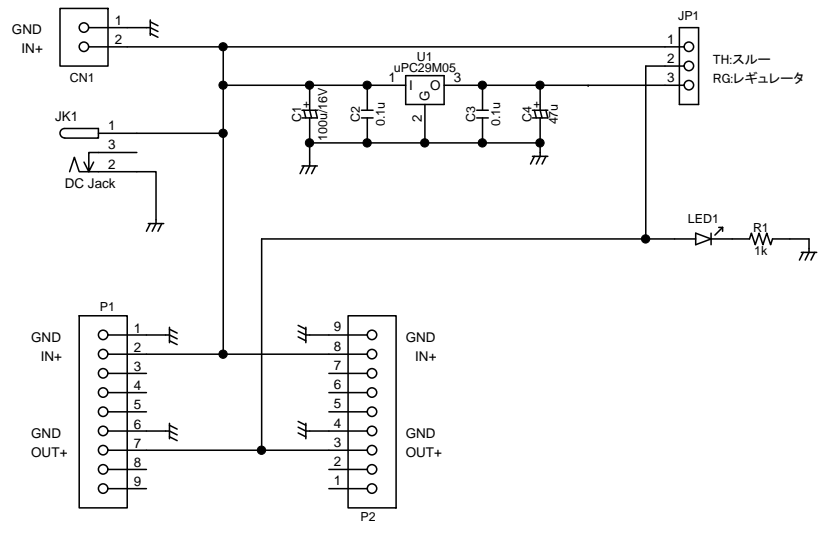 GND
1
IN+
2
CN1
JP1
1
2
3
TH:スルー
RG:レギュレータ
U1
uPC29M05
1
I
O
3
G
2
C1
+
100u/16V
C2
0.1u
C3
0.1u
C4
+
47u
JK1
1
3
2
DC Jack
LED1
R1
1k
P1
GND
1
IN+
2
3
4
5
GND
6
OUT+
7
8
9
9
GND
8
IN+
7
6
5
4
GND
3
OUT+
2
1
P2